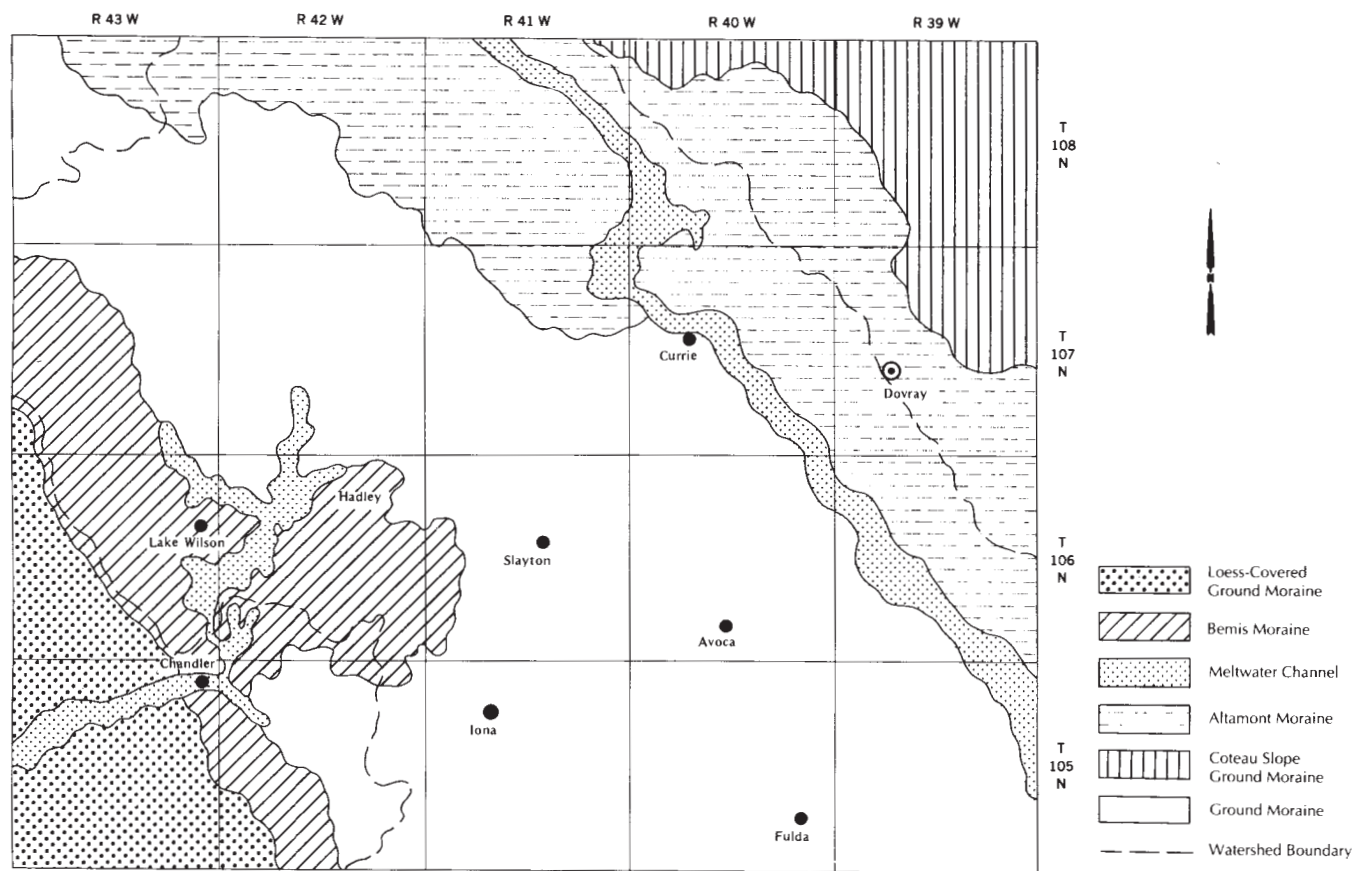 R 43 W R 42 W R 41 W R 40 W R 39 W
T
108
N
T
107
N
Currie
Dovray
Hadley
Lake Wilson
Slayton
T
106
N
Avoca
Chandler
Iona
T
105
N
Fulda
Loess-Covered
Ground Moraine
Bemis Moraine
Meltwater Channel
Altamont Moraine
Coteau Slope
Ground Moraine
Ground Moraine
Watershed Boundary